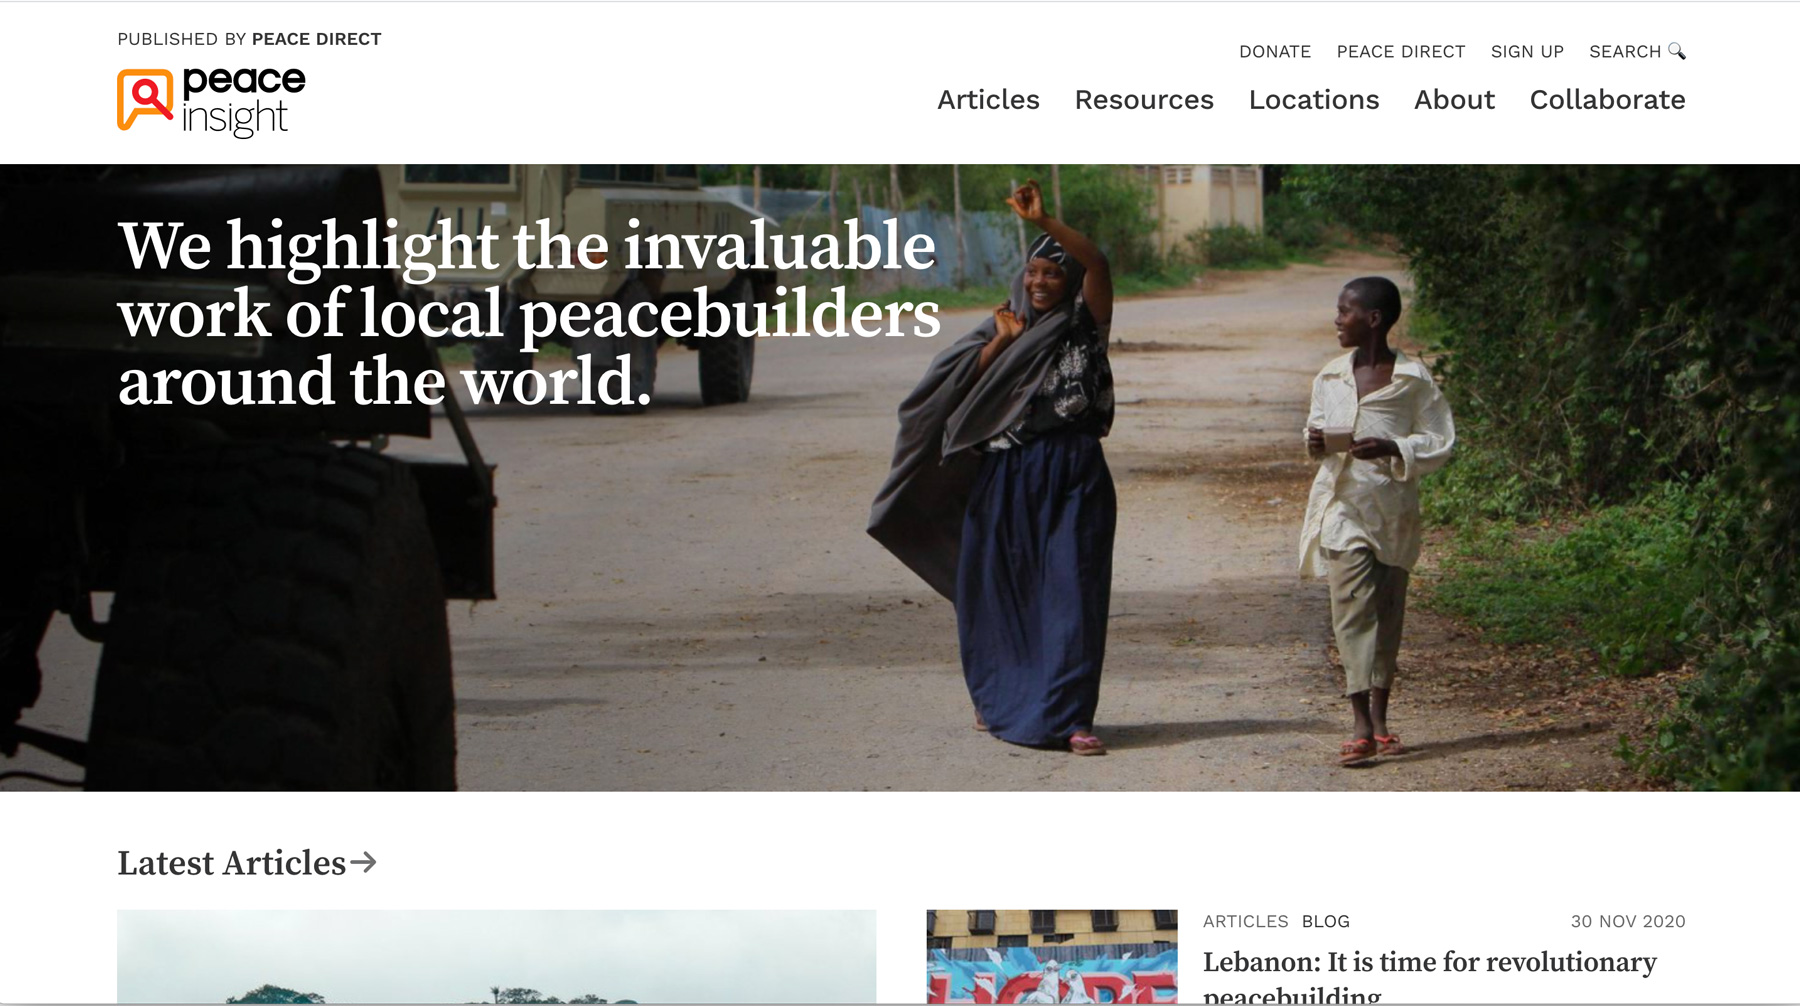 PUBLISHED BY PEACE DIRECT
peace
insight
DONATE PEACE DIRECT SIGN UP SEARCH
Articles Resources Locations About Collaborate
We highlight the invaluable
work of local peacebuilders
around the world.
Latest Articles
ARTICLES BLOG 30 NOV 2020
Lebanon: It is time for revolutionary
peacebuilding
HOPE